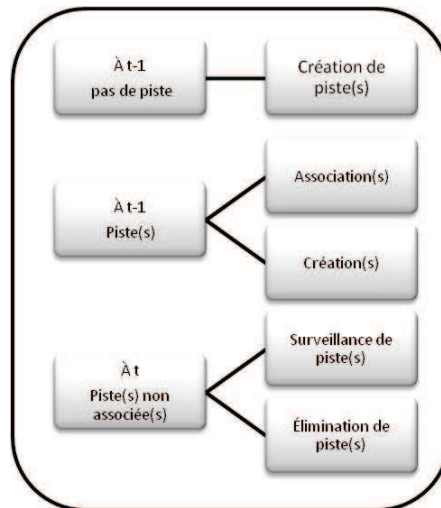 À t-1
pas de piste
Création de
piste(s)
À t-1
Piste(s)
Association(s)
Création(s)
À t
Piste(s) non
associée(s)
Surveillance de
piste(s)
Élimination de
piste(s)